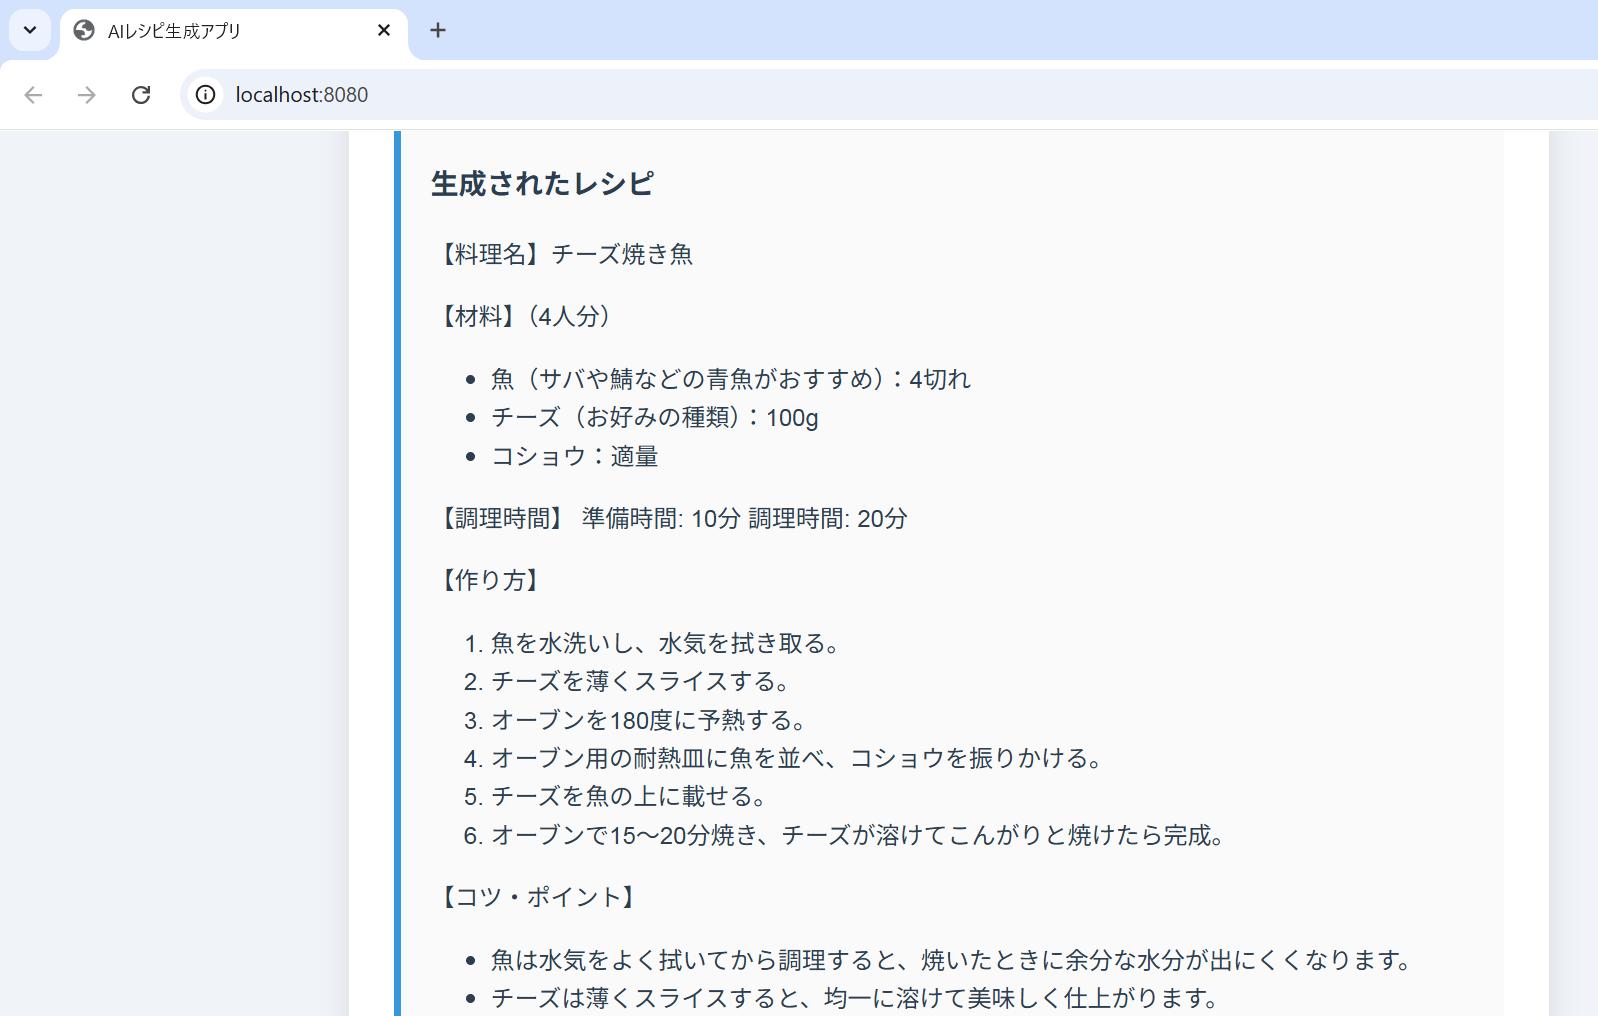 AIレシピ生成アプリ
localhost:8080
生成されたレシピ
【料理名】チーズ焼き魚
【材料】（4人分）
• 魚（サバや鯖などの青魚がおすすめ）：4切れ
• チーズ（お好みの種類）：100g
• コショウ：適量
【調理時間】 準備時間: 10分 調理時間: 20分
【作り方】
1. 魚を水洗いし、水気を拭き取る。
2. チーズを薄くスライスする。
3. オーブンを180度に予熱する。
4. オーブン用の耐熱皿に魚を並べ、コショウを振りかける。
5. チーズを魚の上に載せる。
6. オーブンで15〜20分焼き、チーズが溶けてこんがりと焼けたら完成。
【コツ・ポイント】
• 魚は水気をよく拭いてから調理すると、焼いたときに余分な水分が出にくくなります。
• チーズは薄くスライスすると、均一に溶けて美味しく仕上がります。